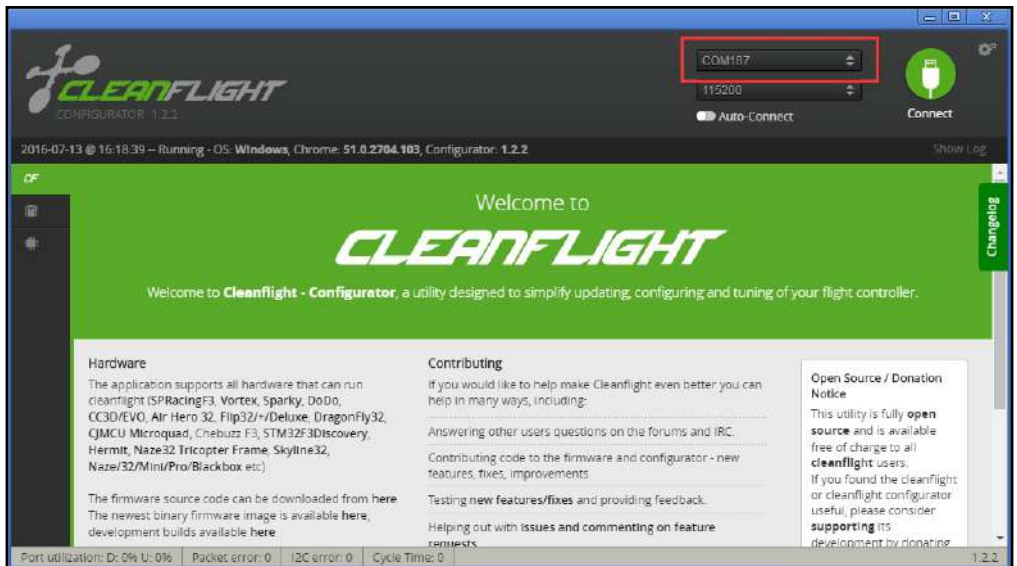 CLEANFLIGHT
CONFIGURATOR 1.2.2
COM187
115200
Auto-Connect
Connect
2016-07-13 @ 16:18:39 -- Running - OS: Windows, Chrome: 51.0.2704.103, Configurator: 1.2.2
Show Log
CF
Changelog
Welcome to
CLEANFLIGHT
Welcome to Cleanflight - Configurator, a utility designed to simplify updating, configuring and tuning of your flight controller.
Hardware
The application supports all hardware that can run
cleanflight (SPRacingF3, Vortex, Sparky, DoDo,
CC3D/EVO, Air Hero 32, Flip32/+/Deluxe, DragonFly32,
CJMCU Microquad, Chebuzz F3, STM32F3Discovery,
Hermit, Naze32 Tricopter Frame, Skyline32,
Naze/32/Mini/Pro/Blackbox etc)
The firmware source code can be downloaded from here
The newest binary firmware image is available here,
development builds available here
Contributing
If you would like to help make Cleanflight even better you can
help in many ways, including:
Answering other users questions on the forums and IRC.
Contributing code to the firmware and configurator - new
features, fixes, improvements
Testing new features/fixes and providing feedback.
Helping out with issues and commenting on feature
requests.
Open Source / Donation
Notice
This utility is fully open
source and is available
free of charge to all
cleanflight users.
If you found the cleanflight
or cleanflight configurator
useful, please consider
supporting its
development by donating
Port utilization: D: 0% U: 0%
Packet error: 0
I2C error: 0
Cycle Time: 0
1.2.2